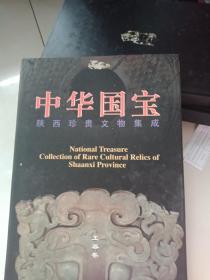 中华国宝
陕西珍贵文物集成
National Treasure
Collection of Rare Cultural Relics of
Shaanxi Province